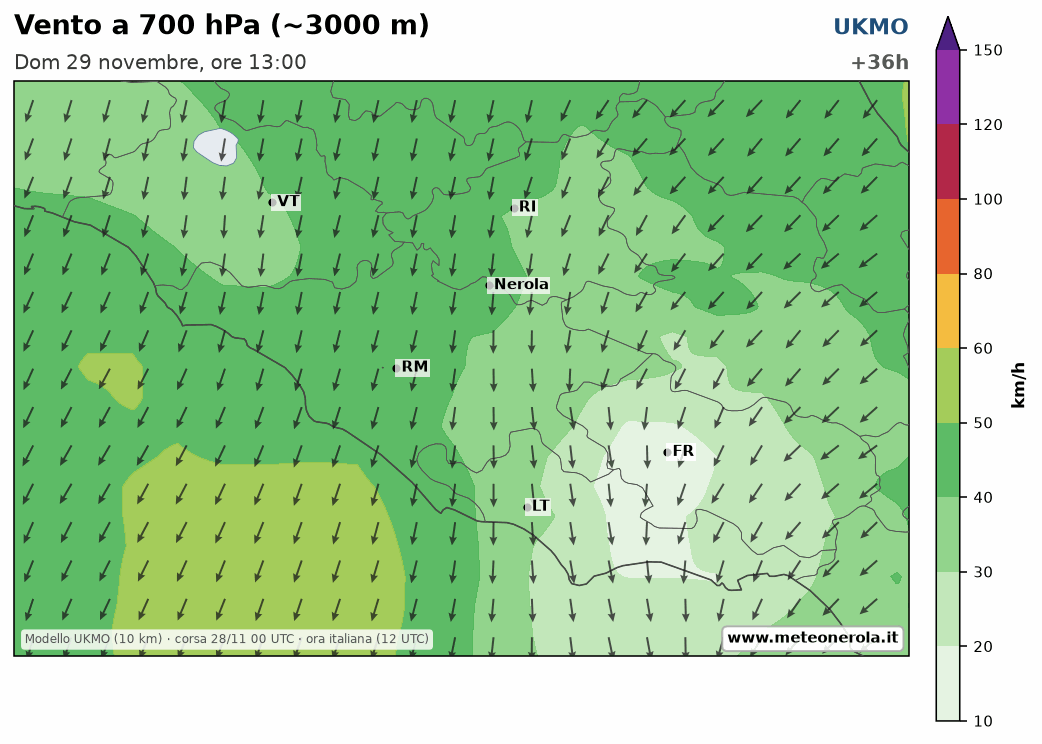 Vento a 700 hPa (~3000 m)
UKMO
Dom 29 novembre, ore 13:00
+36h
150
120
100
80
60
50
40
30
20
10
km/h
VT
RI
Nerola
RM
FR
LT
Modello UKMO (10 km) · corsa 28/11 00 UTC · ora italiana (12 UTC)
www.meteonerola.it